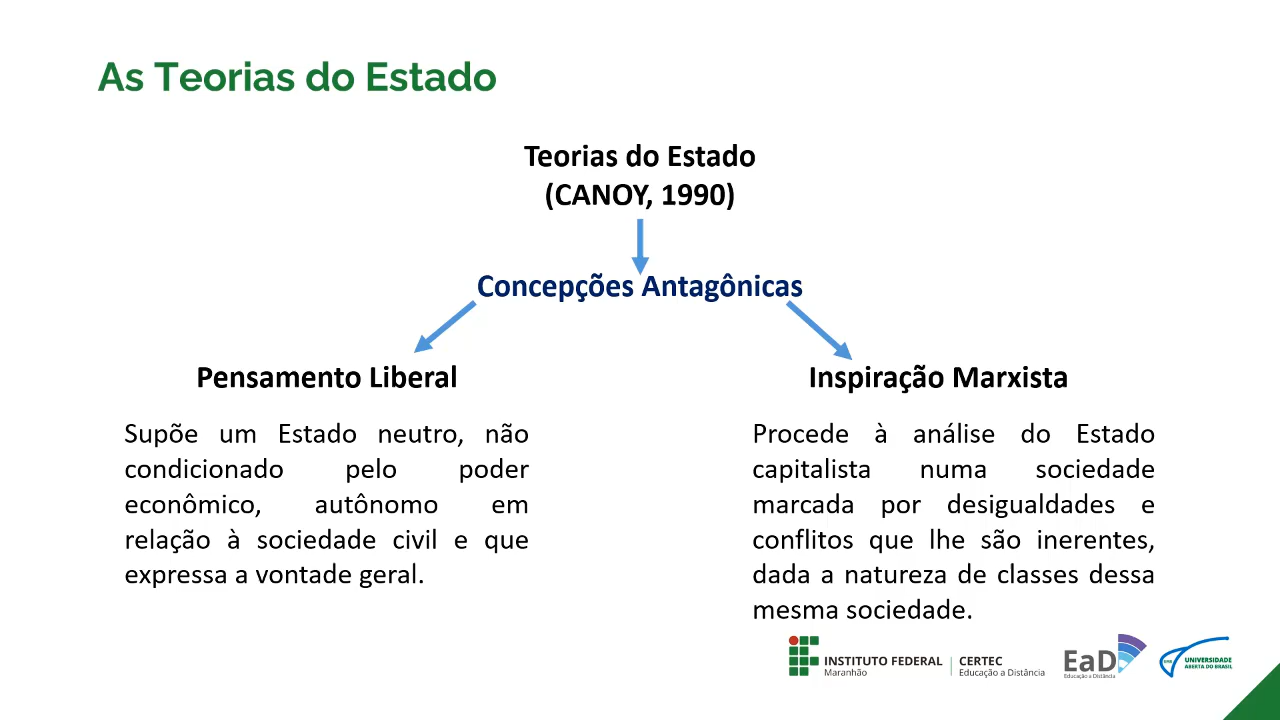 As Teorias do Estado
Teorias do Estado
(CANOY, 1990)
Concepções Antagônicas
Pensamento Liberal
Supõe um Estado neutro, não
condicionado pelo poder
econômico, autônomo em
relação à sociedade civil e que
expressa a vontade geral.
Inspiração Marxista
Procede à análise do Estado
capitalista numa sociedade
marcada por desigualdades e
conflitos que lhe são inerentes,
dada a natureza de classes dessa
mesma sociedade.
INSTITUTO FEDERAL
Maranhão
CERTEC
Educação a Distância
EaD
Educação a Distância
UAB
UNIVERSIDADE
ABERTA DO BRASIL